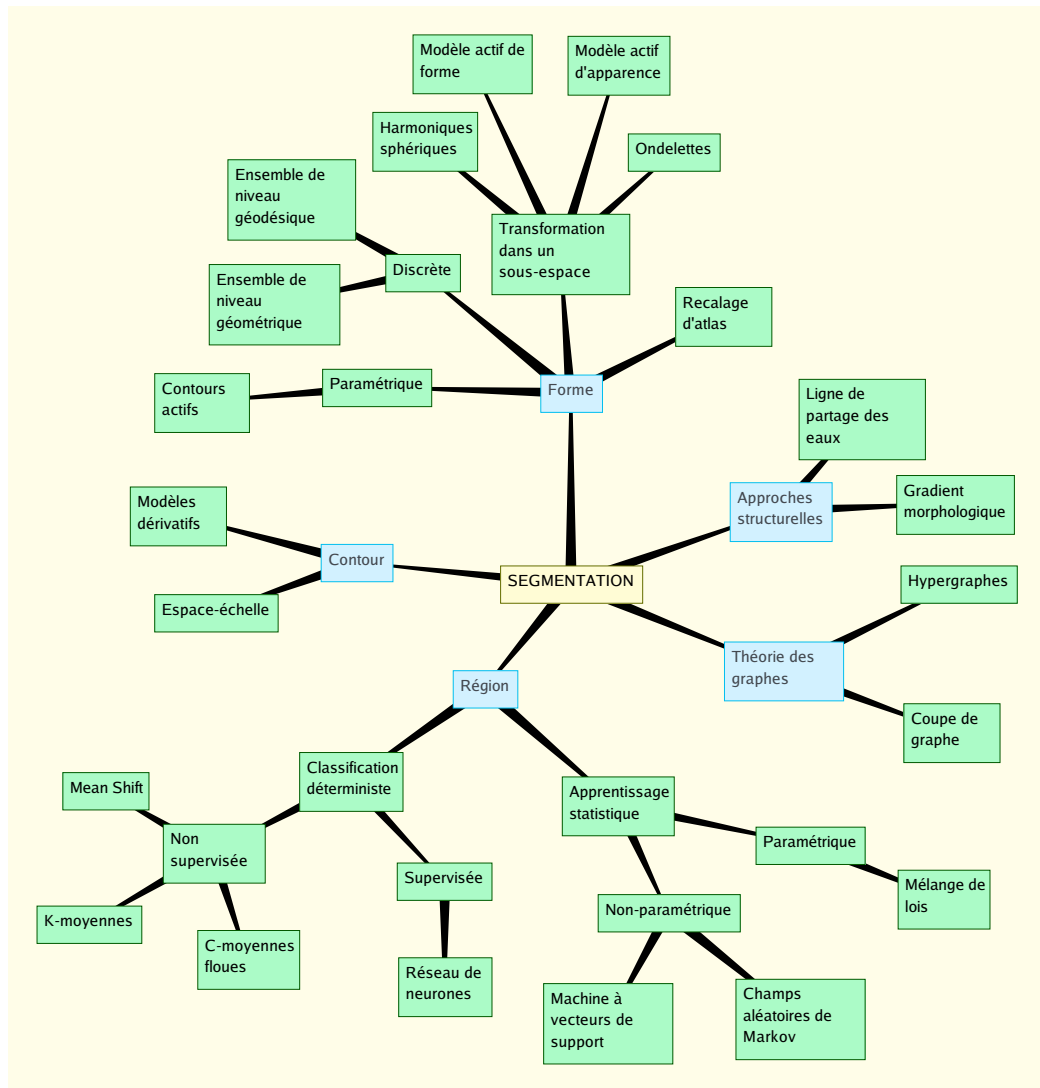 Modèle actif de
forme
Modèle actif
d'apparence
Harmoniques
sphériques
Ondelettes
Ensemble de
niveau
géodésique
Transformation
dans un
sous-espace
Discrète
Ensemble de
niveau
géométrique
Recalage
d'atlas
Contours
actifs
Paramétrique
Forme
Ligne de
partage des
eaux
Approches
structurelles
Gradient
morphologique
Modèles
dérivatifs
Contour
Espace-échelle
SEGMENTATION
Hypergraphes
Théorie des
graphes
Coupe de
graphe
Région
Classification
déterministe
Mean Shift
Non
supervisée
K-moyennes
C-moyennes
floues
Supervisée
Réseau de
neurones
Apprentissage
statistique
Paramétrique
Mélange de
lois
Non-paramétrique
Machine à
vecteurs de
support
Champs
aléatoires de
Markov